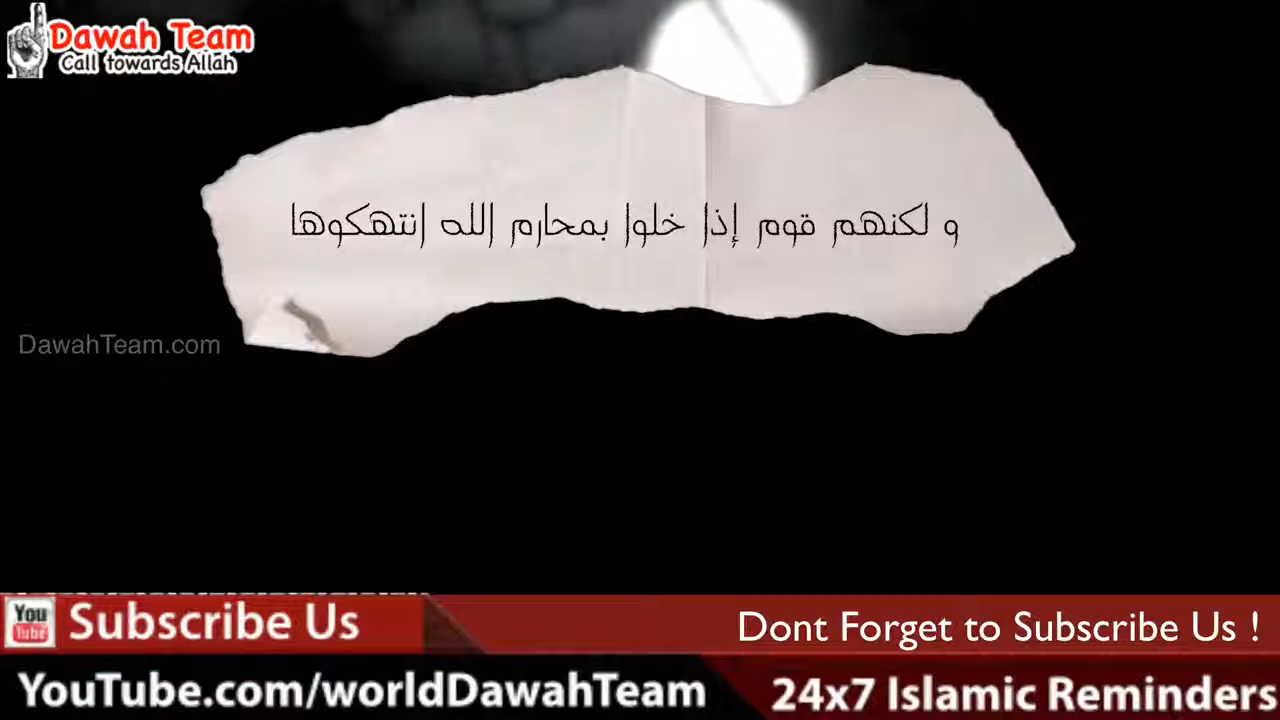 Dawah Team
Call towards Allah
و لكنهم قوم إذا خلوا بمحارم الله انتهكوها
DawahTeam.com
You
Tube
Subscribe Us
Dont Forget to Subscribe Us !
YouTube.com/worldDawahTeam
24x7 Islamic Reminders